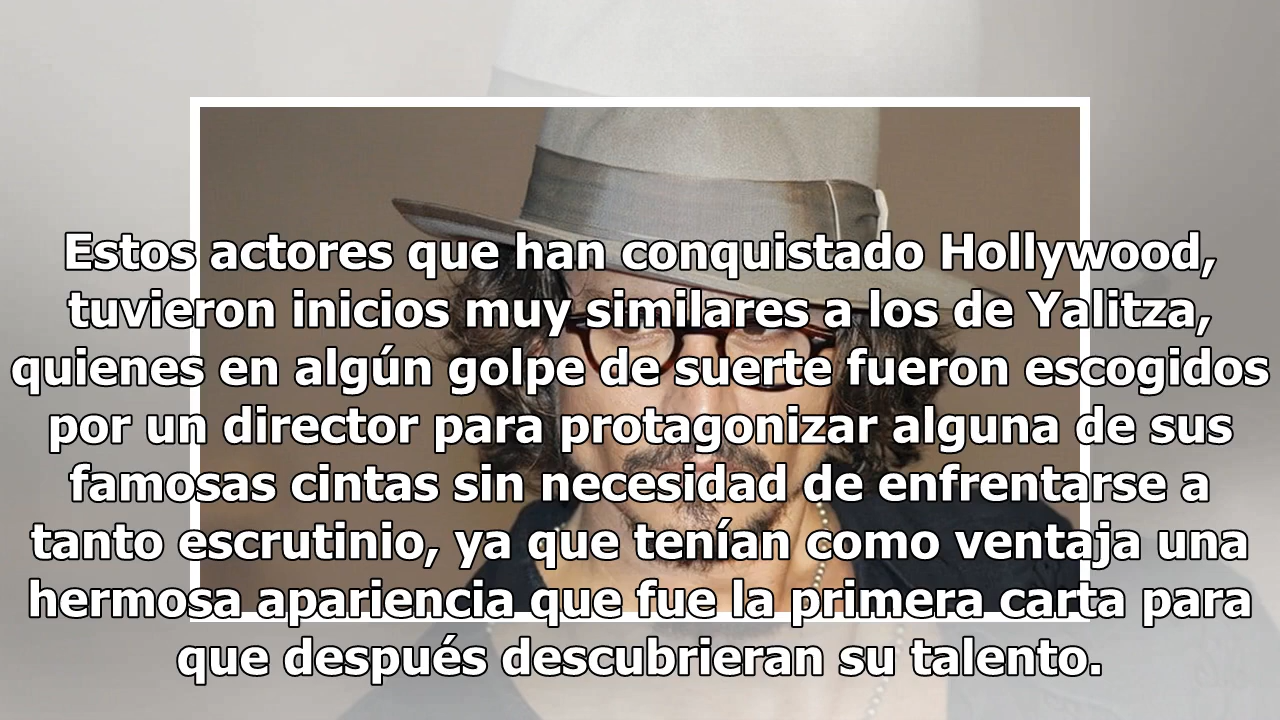 Estos actores que han conquistado Hollywood,
tuvieron inicios muy similares a los de Yalitza,
quienes en algún golpe de suerte fueron escogidos
por un director para protagonizar alguna de sus
famosas cintas sin necesidad de enfrentarse a
tanto escrutinio, ya que tenían como ventaja una
hermosa apariencia que fue la primera carta para
que después descubrieran su talento.